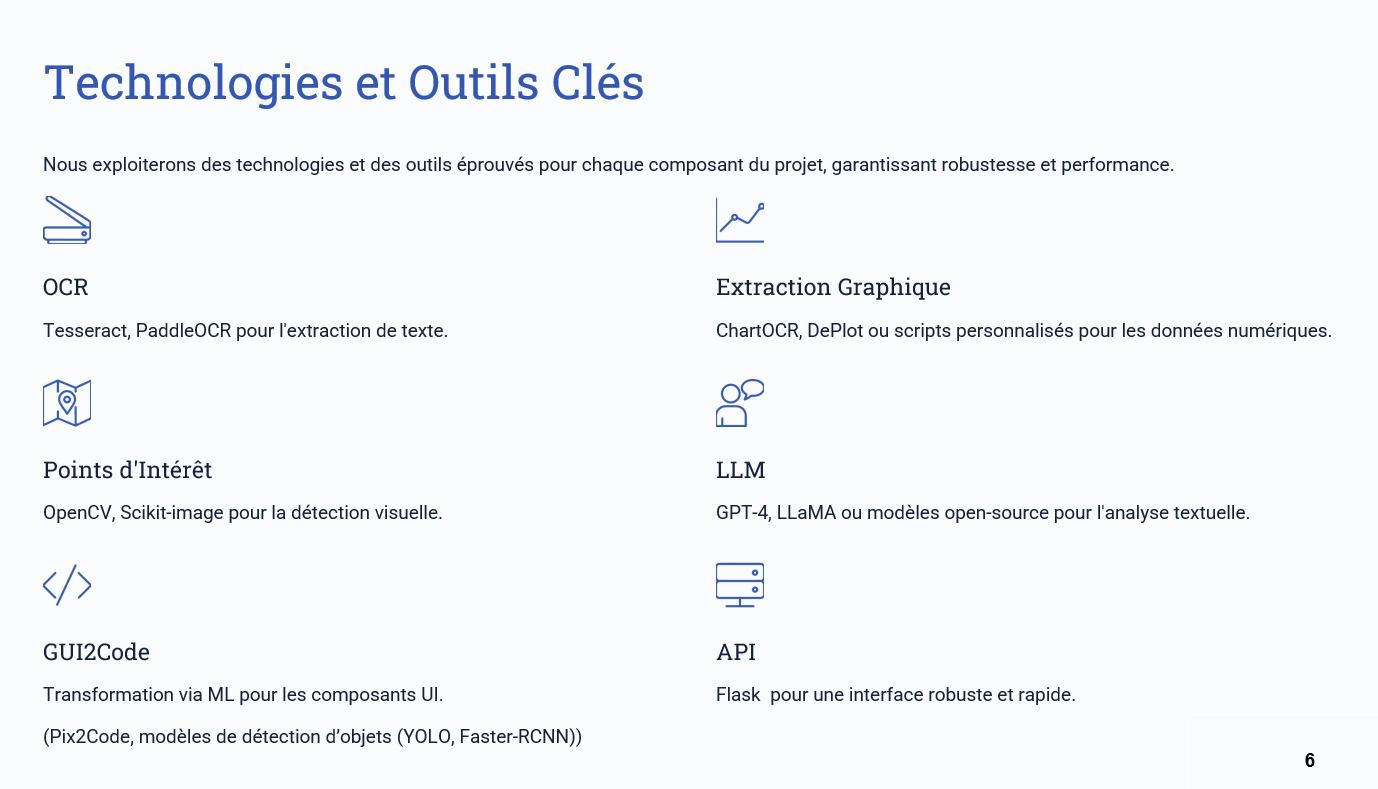 Technologies et Outils Clés
Nous exploiterons des technologies et des outils éprouvés pour chaque composant du projet, garantissant robustesse et performance.
OCR
Tesseract, PaddleOCR pour l'extraction de texte.
Extraction Graphique
ChartOCR, DePlot ou scripts personnalisés pour les données numériques.
Points d'Intérêt
OpenCV, Scikit-image pour la détection visuelle.
LLM
GPT-4, LLaMA ou modèles open-source pour l'analyse textuelle.
GUI2Code
Transformation via ML pour les composants UI.
(Pix2Code, modèles de détection d’objets (YOLO, Faster-RCNN))
API
Flask  pour une interface robuste et rapide.
6